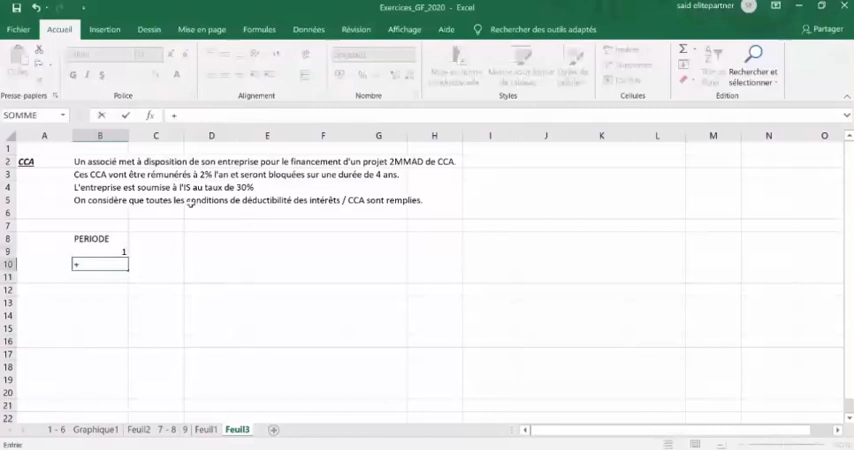 Exercices_GF_2020 - Excel
said elitepartner
Fichier
Accueil
Insertion
Dessin
Mise en page
Formules
Données
Révision
Affichage
Aide
Rechercher des outils adaptés
Partager
G I S
Rechercher et
sélectionner
Presse-papiers
Police
Alignement
Nombre
Styles
Cellules
Édition
SOMME
fx
+
A B C D E F G H I J K L M N O
1
2 CCA Un associé met à disposition de son entreprise pour le financement d'un projet 2MMAD de CCA.
3 Ces CCA vont être rémunérés à 2% l'an et seront bloquées sur une durée de 4 ans.
4 L'entreprise est soumise à l'IS au taux de 30%
5 On considère que toutes les conditions de déductibilité des intérêts / CCA sont remplies.
6
7
8 PERIODE
9 1
10 +
11
12
13
14
15
16
17
18
19
20
21
22
1 - 6
Graphique1
Feuil2
7 - 8
9
Feuil1
Feuil3
Entrer